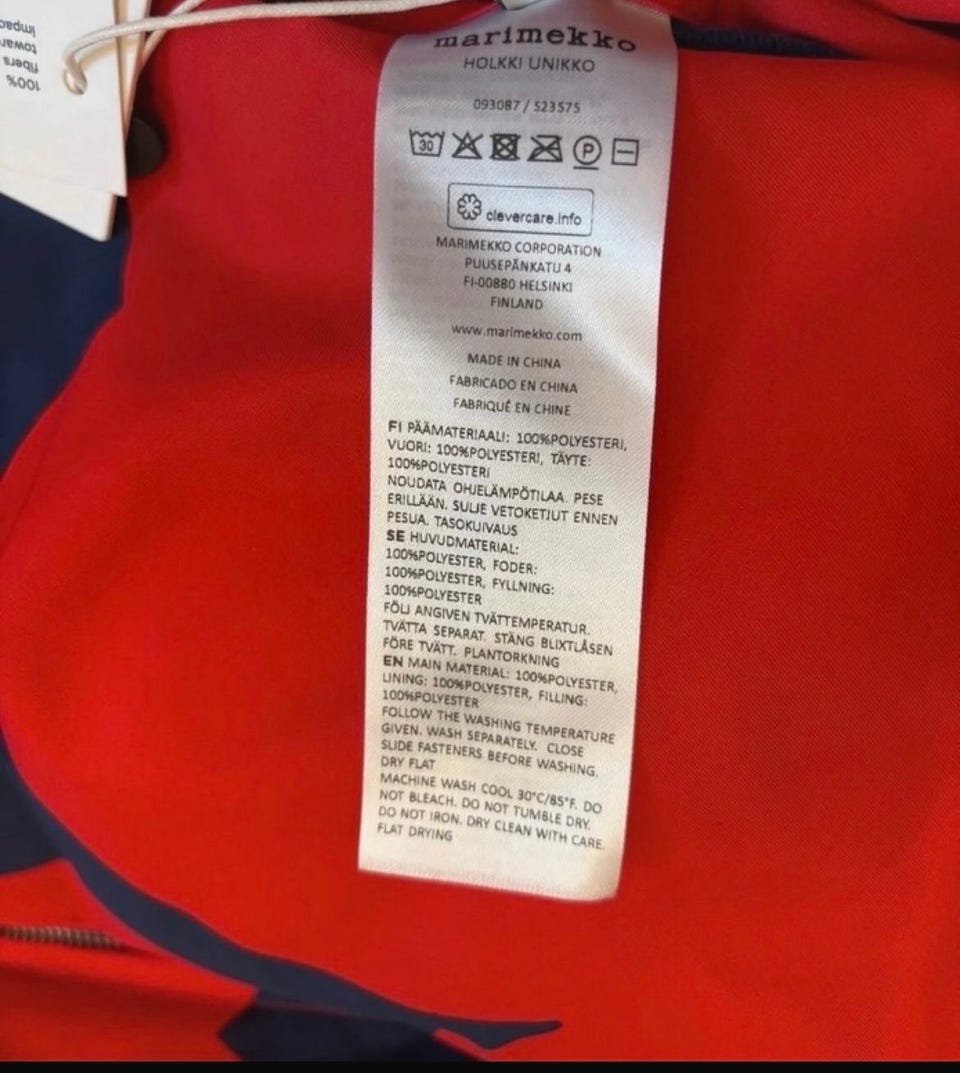 100%
fibers
towar
impac
marimekko
HOLKKI UNIKKO
093087 / 523575
30
P
clevercare.info
MARIMEKKO CORPORATION
PUUSEPÄNKATU 4
FI-00880 HELSINKI
FINLAND
www.marimekko.com
MADE IN CHINA
FABRICADO EN CHINA
FABRIQUÉ EN CHINE
FI PÄÄMATERIAALI: 100%POLYESTERI,
VUORI: 100%POLYESTERI, TÄYTE:
100%POLYESTERI
NOUDATA OHJELÄMPÖTILAA. PESE
ERILLÄÄN. SULJE VETOKETJUT ENNEN
PESUA. TASOKUIVAUS
SE HUVUDMATERIAL:
100%POLYESTER, FODER:
100%POLYESTER, FYLLNING:
100%POLYESTER
FÖLJ ANGIVEN TVÄTTEMPERATUR.
TVÄTTA SEPARAT. STÄNG BLIXTLÅSEN
FÖRE TVÄTT. PLANTORKNING
EN MAIN MATERIAL: 100%POLYESTER,
LINING: 100%POLYESTER, FILLING:
100%POLYESTER
FOLLOW THE WASHING TEMPERATURE
GIVEN. WASH SEPARATELY. CLOSE
SLIDE FASTENERS BEFORE WASHING.
DRY FLAT
MACHINE WASH COOL 30°C/85°F. DO
NOT BLEACH. DO NOT TUMBLE DRY.
DO NOT IRON. DRY CLEAN WITH CARE.
FLAT DRYING